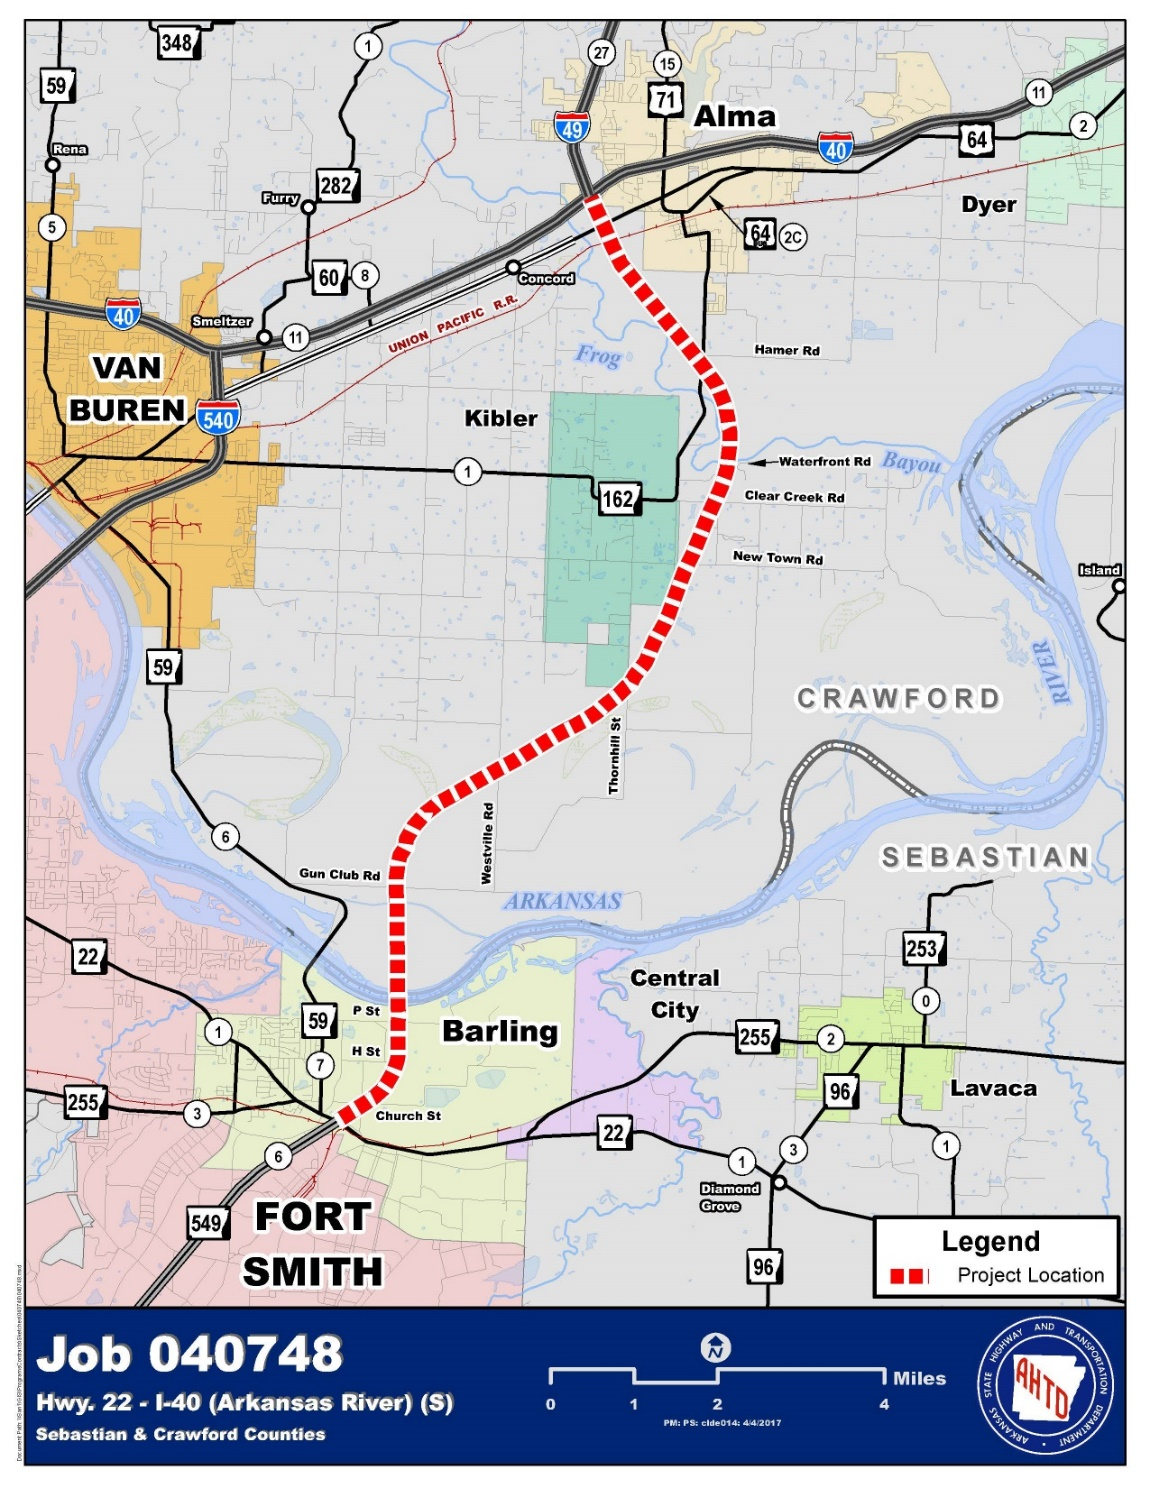 348
1
27
59
15
71
Alma
11
49
40
64
2
Rena
282
Furry
Dyer
5
64
2C
60
8
Concord
40
Smeltzer
11
UNION PACIFIC R.R.
VAN
BUREN
Frog
Hamer Rd
540
Kibler
1
Waterfront Rd
Bayou
162
Clear Creek Rd
New Town Rd
Island
59
RIVER
CRAWFORD
Thornhill St
6
Westville Rd
SEBASTIAN
Gun Club Rd
ARKANSAS
22
253
Central
City
0
P St
59
1
Barling
H St
255
2
7
96
Lavaca
255
3
Church St
22
6
1
3
1
Diamond
Grove
549
FORT
SMITH
96
Legend
Project Location
Job 040748
Hwy. 22 - I-40 (Arkansas River) (S)
Sebastian & Crawford Counties
N
Miles
0
1
2
4
PM: PS: clde014: 4/4/2017
ARKANSAS STATE HIGHWAY AND TRANSPORTATION DEPARTMENT
AHTD